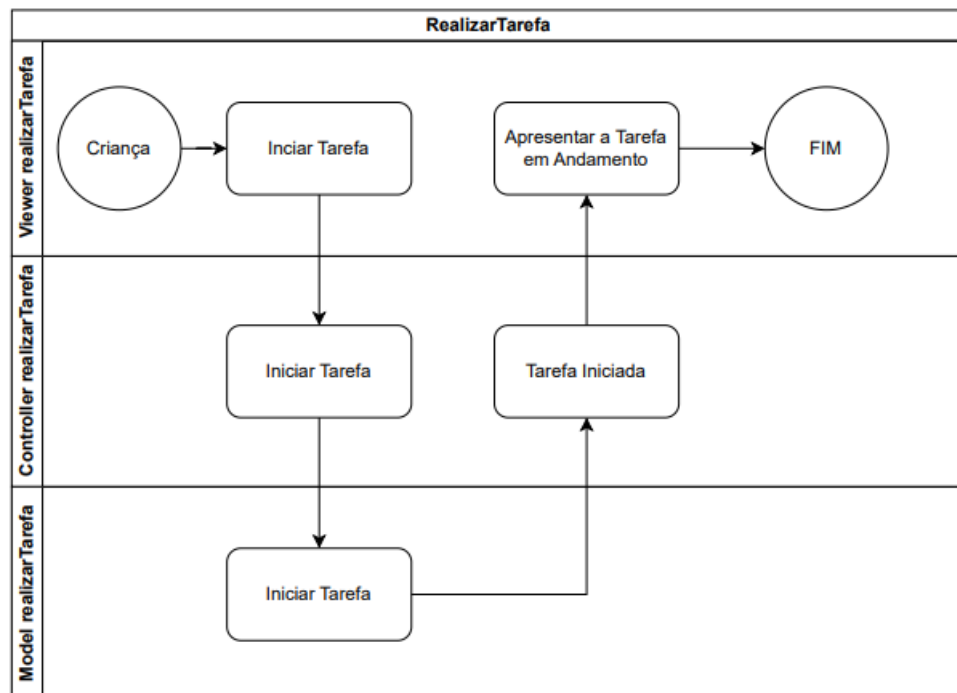 RealizarTarefa
Viewer realizarTarefa
Criança
Inciar Tarefa
Apresentar a Tarefa
em Andamento
FIM
Controller realizarTarefa
Iniciar Tarefa
Tarefa Iniciada
Model realizarTarefa
Iniciar Tarefa